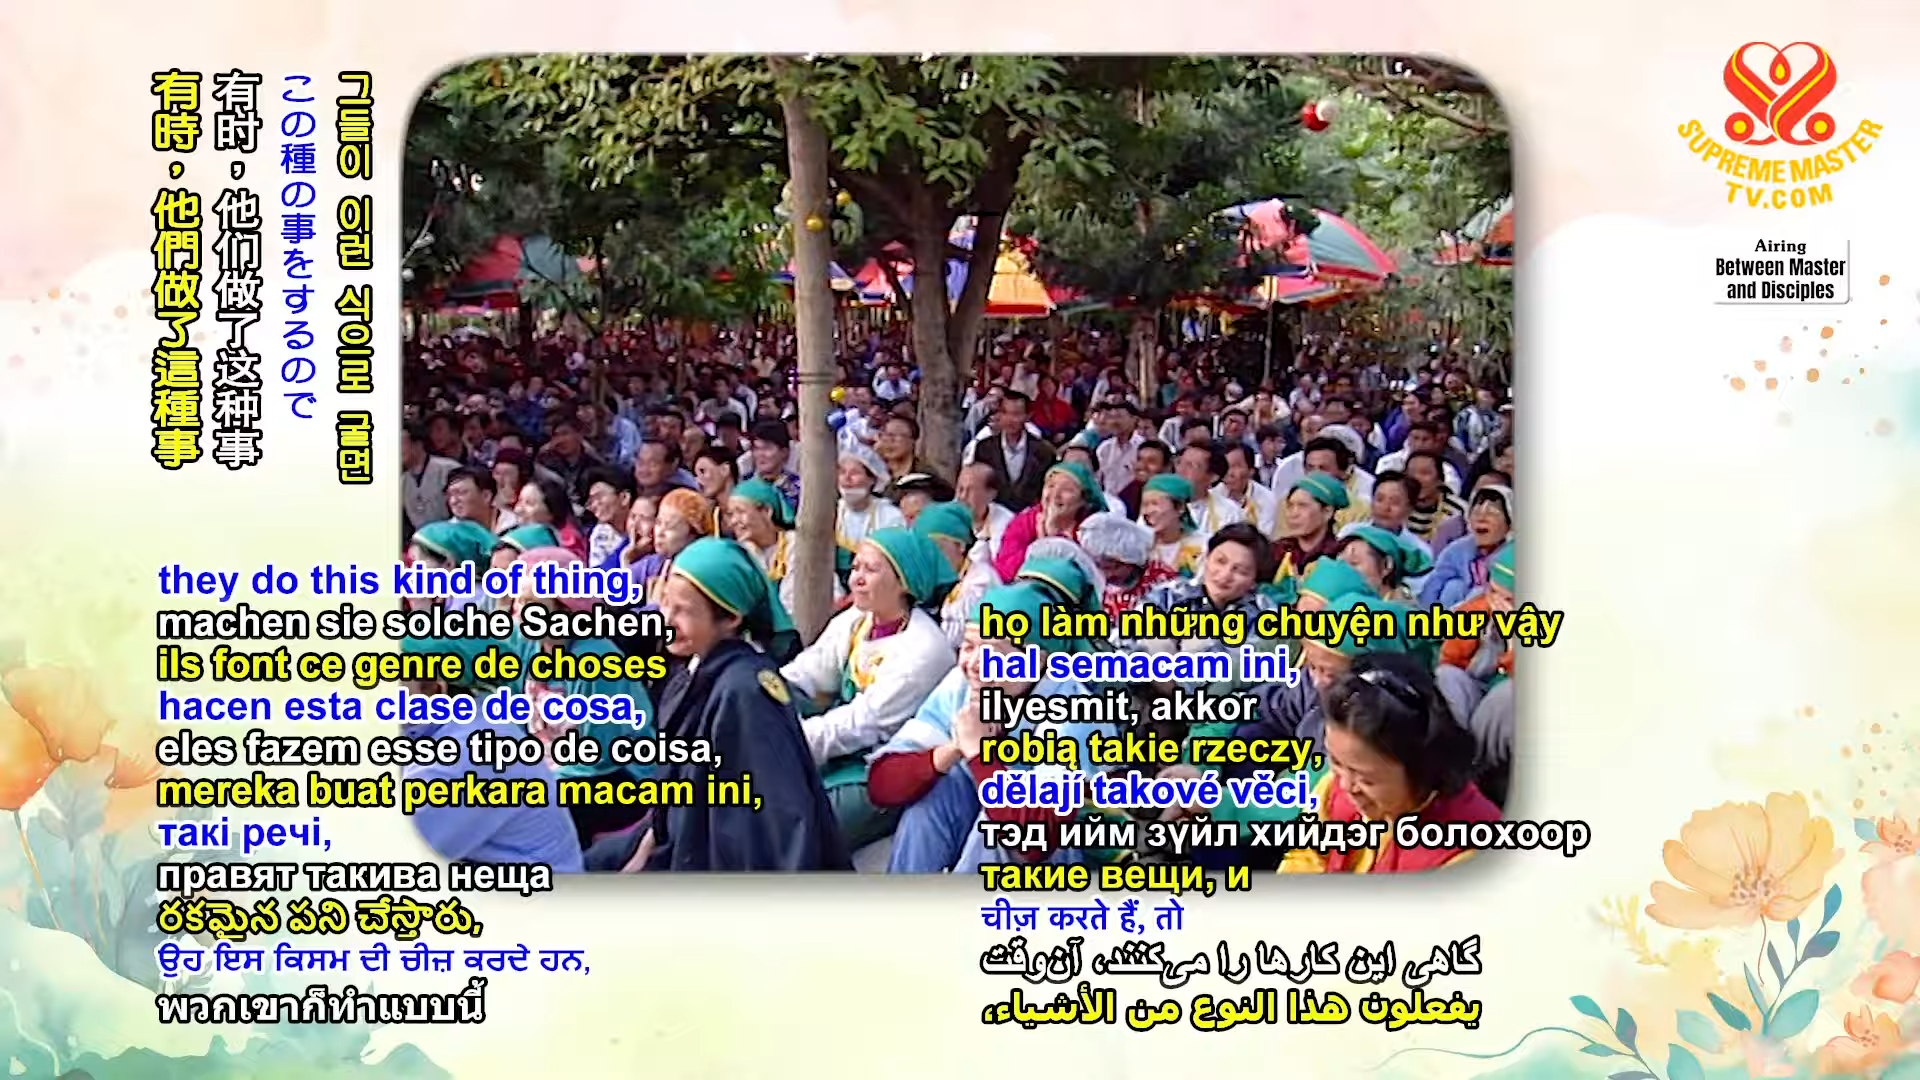 有時，他們做了這種事
有时，他们做了这种事
この種の事をするので
그들이 이런 식으로 굴면
they do this kind of thing,
machen sie solche Sachen,
ils font ce genre de choses
hacen esta clase de cosa,
eles fazem esse tipo de coisa,
mereka buat perkara macam ini,
такі речі,
правят такива неща
రకమైన పని చేస్తారు,
ਉਹ ਇਸ ਕਿਸਮ ਦੀ ਚੀਜ਼ ਕਰਦੇ ਹਨ,
พวกเขาก็ทำแบบนี้
họ làm những chuyện như vậy
hal semacam ini,
ilyesmit, akkor
robią takie rzeczy,
dělají takové věci,
тэд ийм зүйл хийдэг болохоор
такие вещи, и
चीज़ करते हैं, तो
گاهی این کارها را می‌کنند، آن‌وقت
يفعلون هذا النوع من الأشياء،
SUPREME MASTER
TV.COM
Airing
Between Master
and Disciples